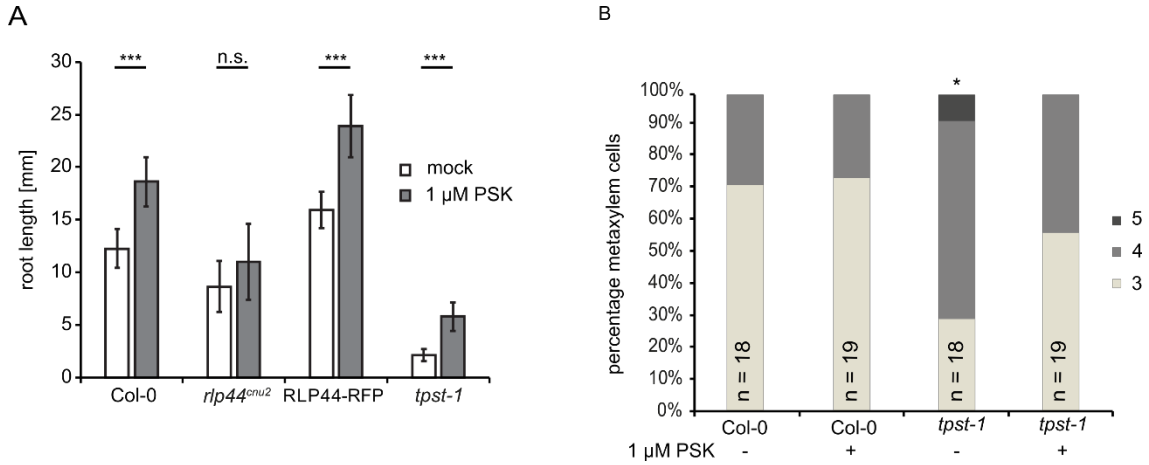 A
30
25
20
15
10
5
0
root length [mm]
***
n.s.
***
***
mock
1 µM PSK
Col-0
rlp44cnu2
RLP44-RFP
tpst-1
B
100%
90%
80%
70%
60%
50%
40%
30%
20%
10%
0%
percentage metaxylem cells
*
n = 18
n = 19
n = 18
n = 19
5
4
3
Col-0 Col-0 tpst-1 tpst-1
1 µM PSK - + - +